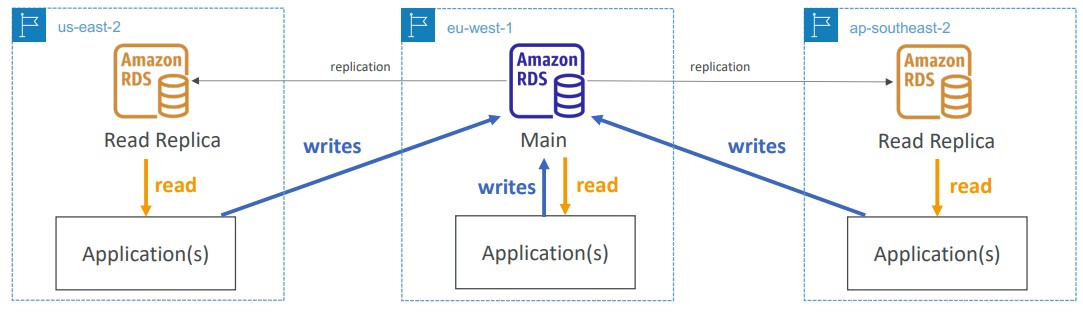 us-east-2
eu-west-1
ap-southeast-2
Amazon
RDS
replication
Amazon
RDS
replication
Amazon
RDS
Read Replica
writes
Main
writes
Read Replica
read
writes
read
read
Application(s)
Application(s)
Application(s)